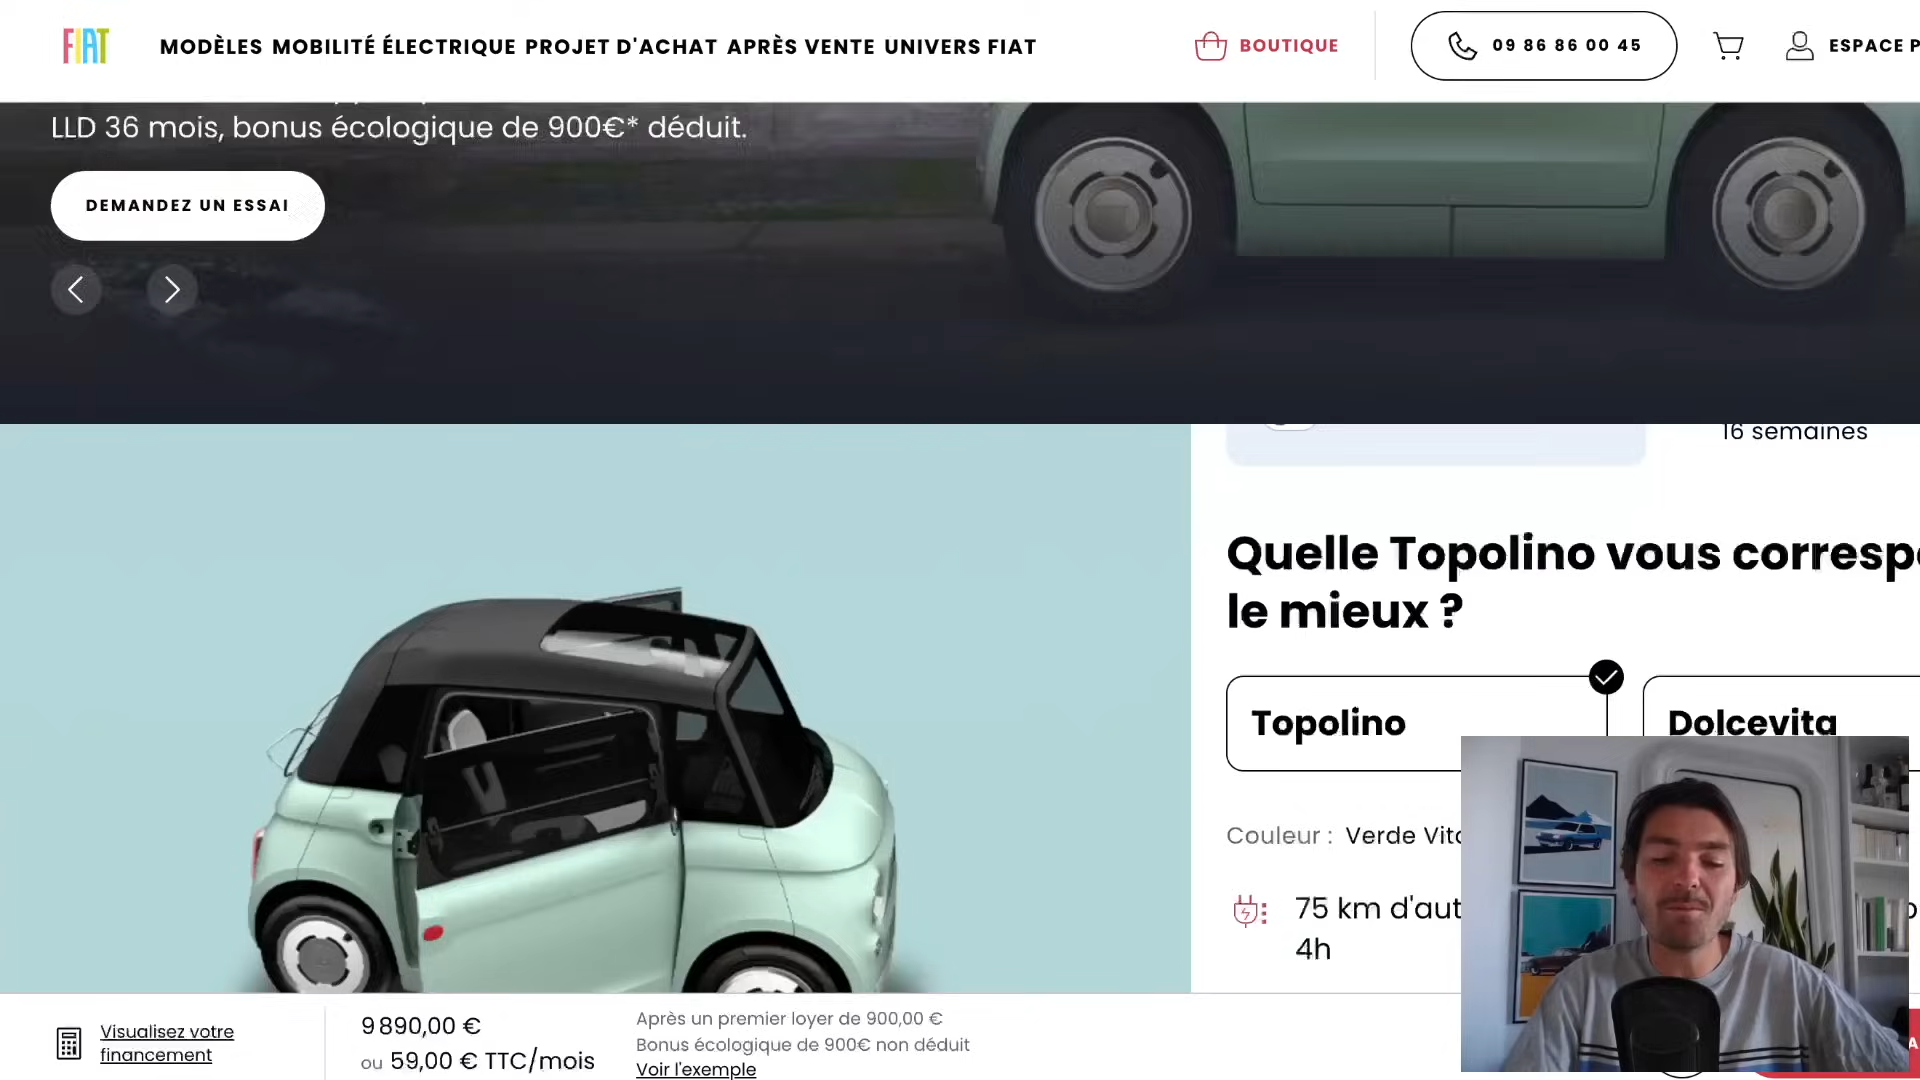 FIAT
MODÈLES MOBILITÉ ÉLECTRIQUE PROJET D'ACHAT APRÈS VENTE UNIVERS FIAT
BOUTIQUE
09 86 86 00 45
ESPACE P
LLD 36 mois, bonus écologique de 900€* déduit.
DEMANDEZ UN ESSAI
16 semaines
Quelle Topolino vous corresp
le mieux ?
Topolino
Dolcevita
Couleur : Verde Vita
75 km d'aut
4h
Visualisez votre
financement
9 890,00 €
ou 59,00 € TTC/mois
Après un premier loyer de 900,00 €
Bonus écologique de 900€ non déduit
Voir l'exemple